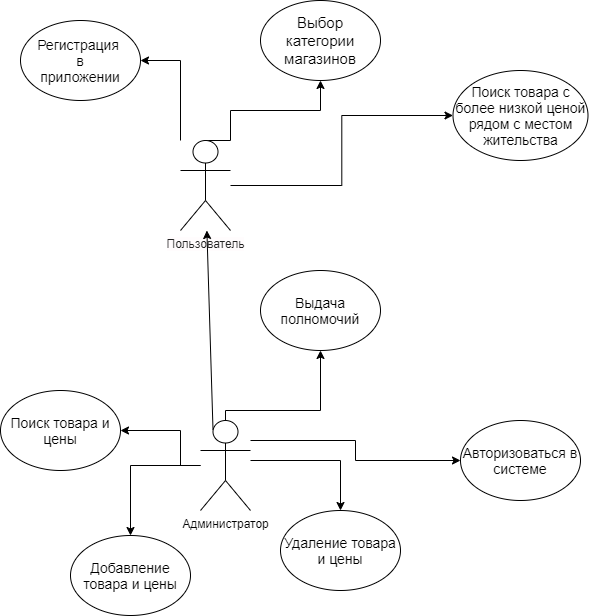 Регистрация
в
приложении
Выбор
категории
магазинов
Поиск товара с
более низкой ценой
рядом с местом
жительства
Пользователь
Выдача
полномочий
Поиск товара и
цены
Авторизоваться в
системе
Администратор
Удаление товара
и цены
Добавление
товара и цены